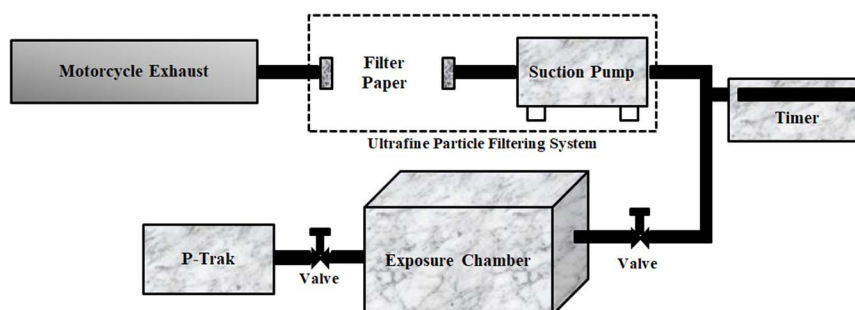 Motorcycle Exhaust
Filter
Paper
Suction Pump
Timer
Ultrafine Particle Filtering System
P-Trak
Valve
Exposure Chamber
Valve